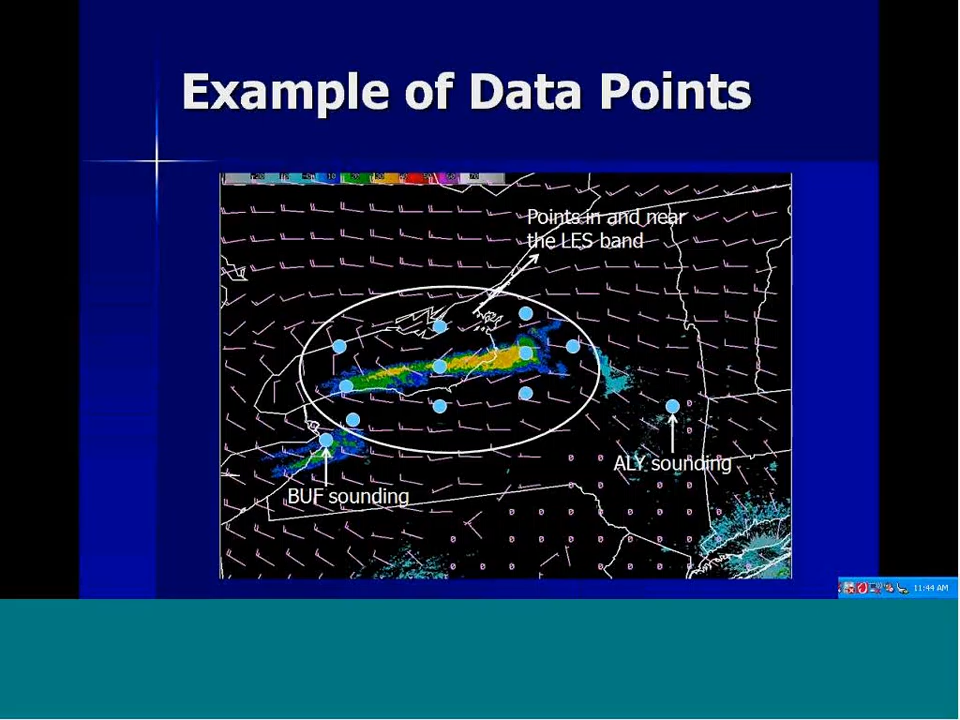 Example of Data Points
Points in and near
the LES band
ALY sounding
BUF sounding
11:44 AM